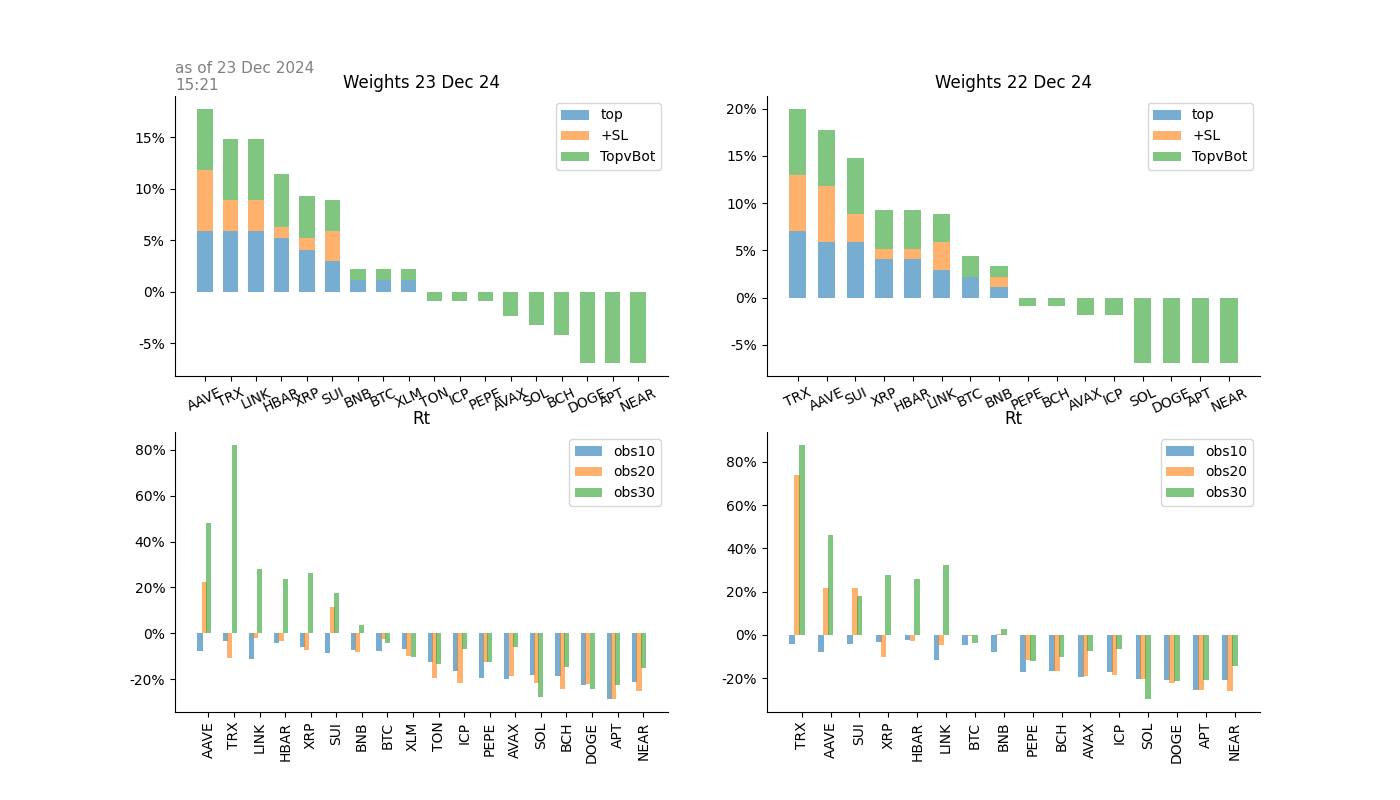 as of 23 Dec 2024
15:21
Weights 23 Dec 24
top
+SL
TopvBot
15%
10%
5%
0%
-5%
AAVE TRX LINK HBAR XRP SUI BNB BTC XLM TON ICP PEPE AVAX SOL BCH DOGE APT NEAR
Weights 22 Dec 24
top
+SL
TopvBot
20%
15%
10%
5%
0%
-5%
TRX AAVE SUI XRP HBAR LINK BTC BNB PEPE BCH AVAX ICP SOL DOGE APT NEAR
Rt
obs10
obs20
obs30
80%
60%
40%
20%
0%
-20%
AAVE TRX LINK HBAR XRP SUI BNB BTC XLM TON ICP PEPE AVAX SOL BCH DOGE APT NEAR
Rt
obs10
obs20
obs30
80%
60%
40%
20%
0%
-20%
TRX AAVE SUI XRP HBAR LINK BTC BNB PEPE BCH AVAX ICP SOL DOGE APT NEAR